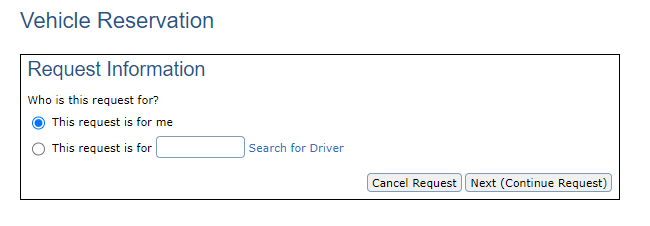 Vehicle Reservation
Request Information
Who is this request for?
This request is for me
This request is for Search for Driver
Cancel Request Next (Continue Request)